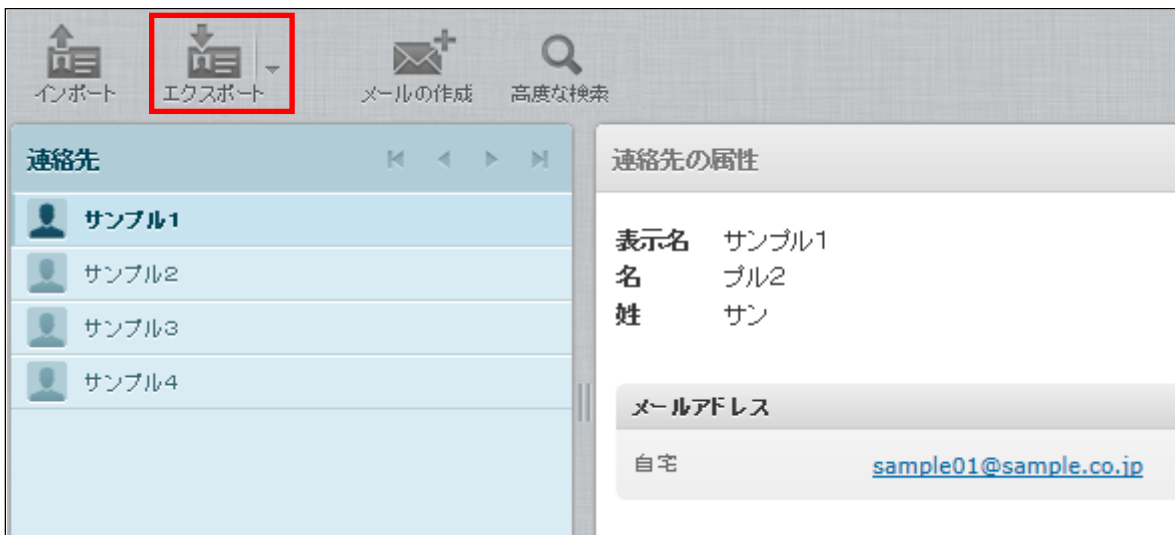 インポート エクスポート メールの作成 高度な検索
連絡先
サンプル1
サンプル2
サンプル3
サンプル4
連絡先の属性
表示名 サンプル1
名 プル2
姓 サン
メールアドレス
自宅 sample01@sample.co.jp